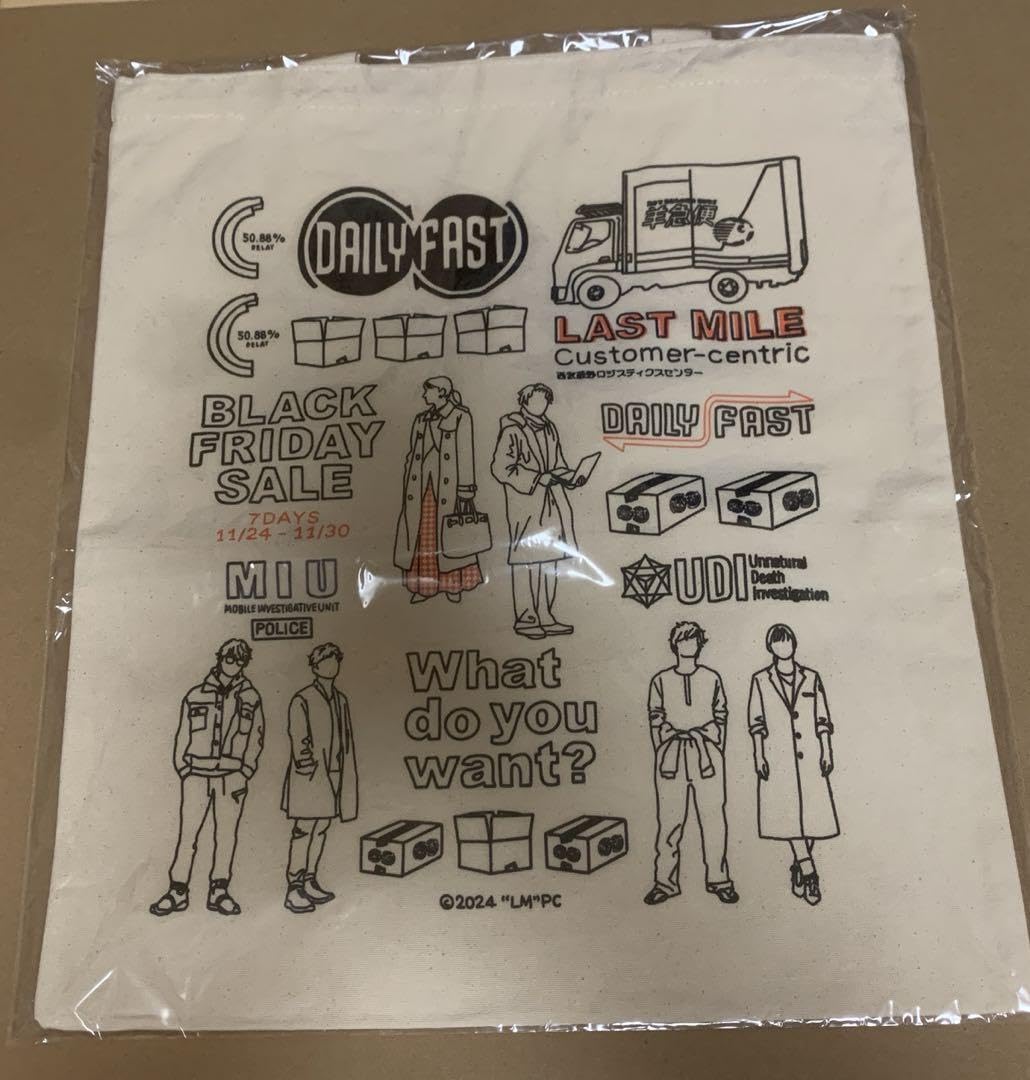 50.88%
DELAY
DAILY FAST
羊急便
50.88%
DELAY
LAST MILE
Customer-centric
西武蔵野ロジスティクスセンター
BLACK
FRIDAY
SALE
7DAYS
11/24 - 11/30
DAILY FAST
MIU
MOBILE INVESTIGATIVE UNIT
POLICE
UDI
Unnatural
Death
Investigation
What
do you
want?
©2024 "LM"PC